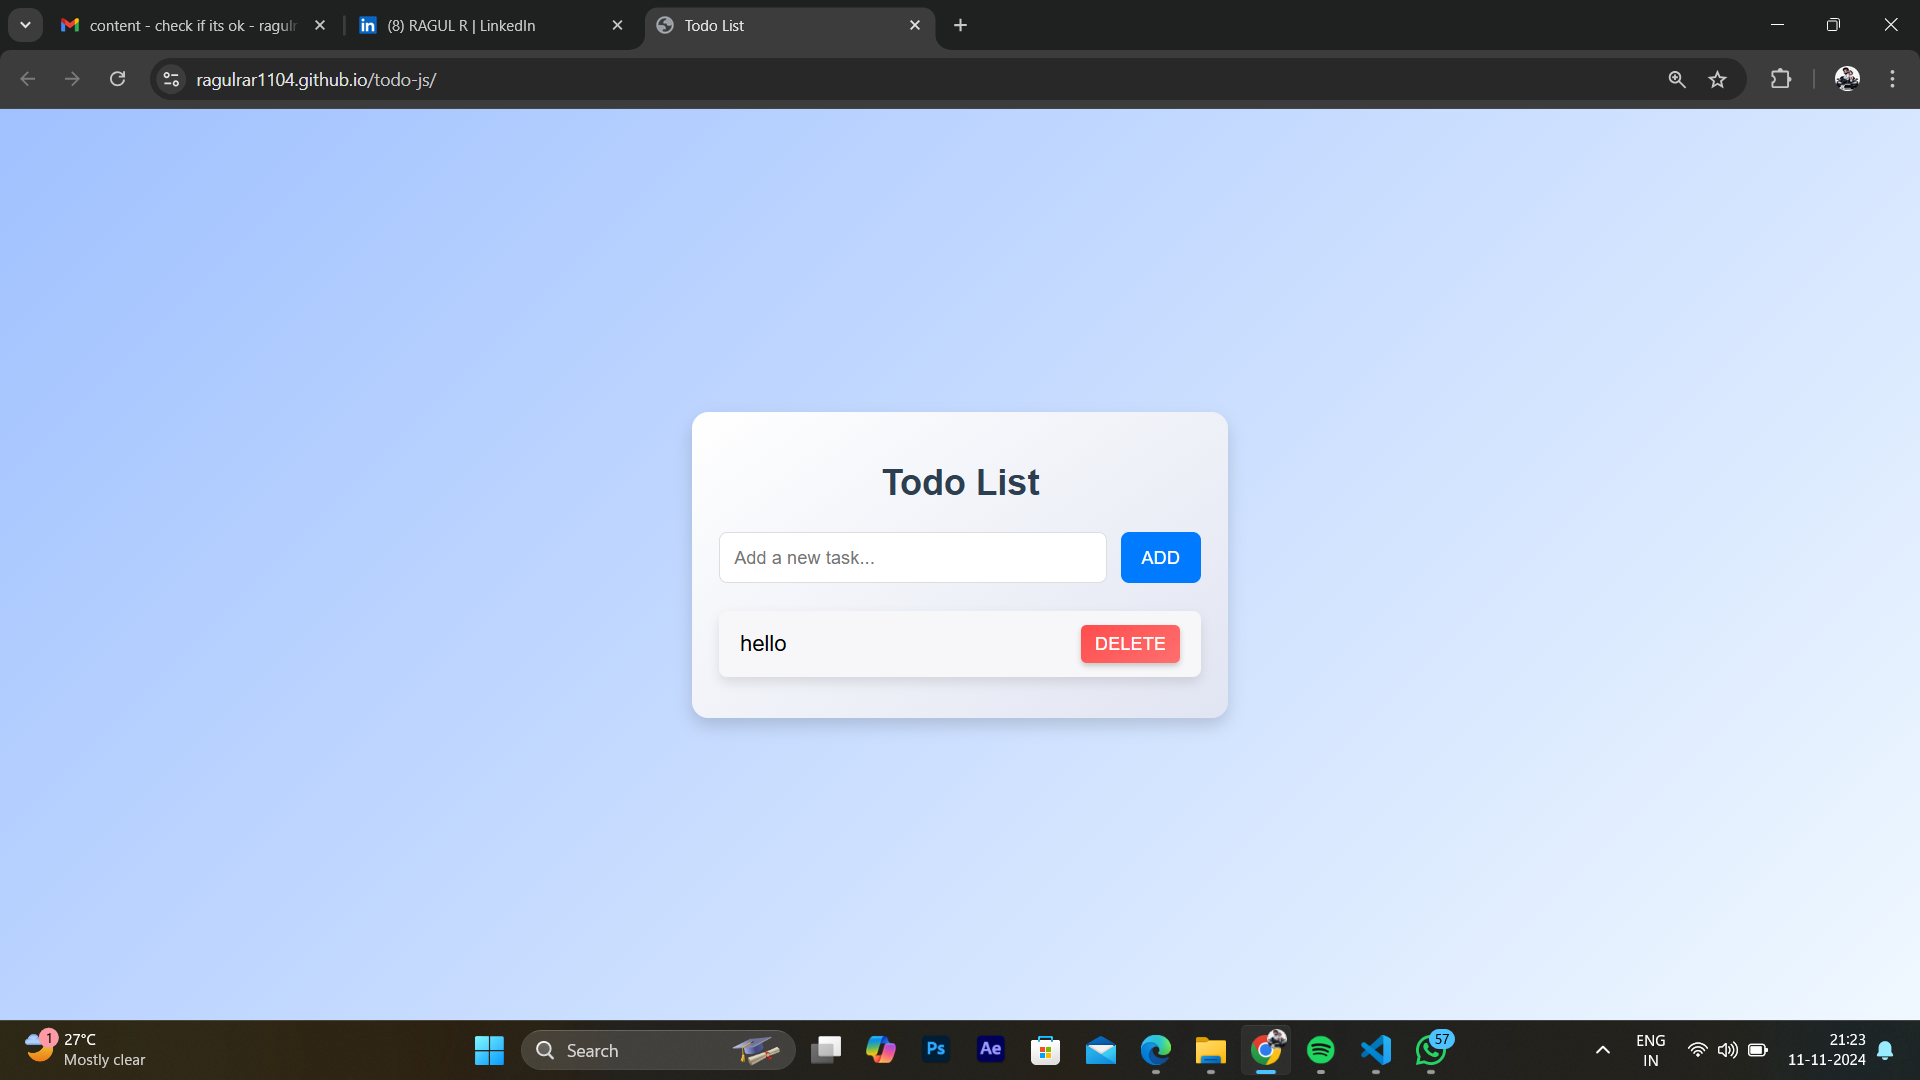 content - check if its ok - ragulr
(8) RAGUL R | LinkedIn
Todo List
ragulrar1104.github.io/todo-js/
Todo List
Add a new task...
ADD
hello
DELETE
1
27°C
Mostly clear
Search
Ps
Ae
57
ENG
IN
21:23
11-11-2024